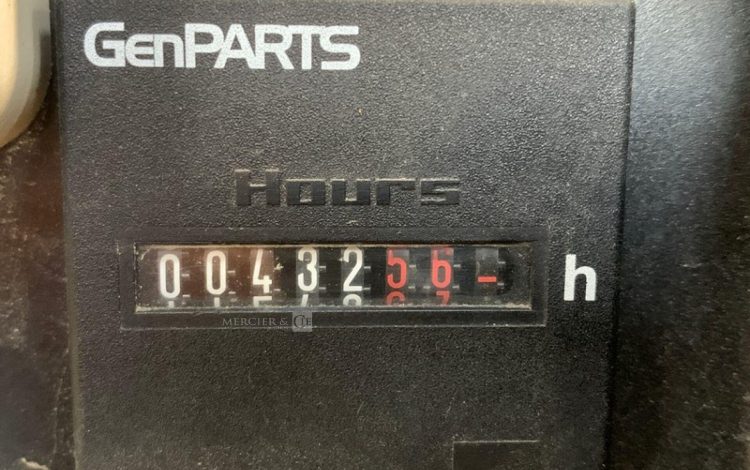 GenPARTS
Hours
0043256 h
MERCIER & CIE